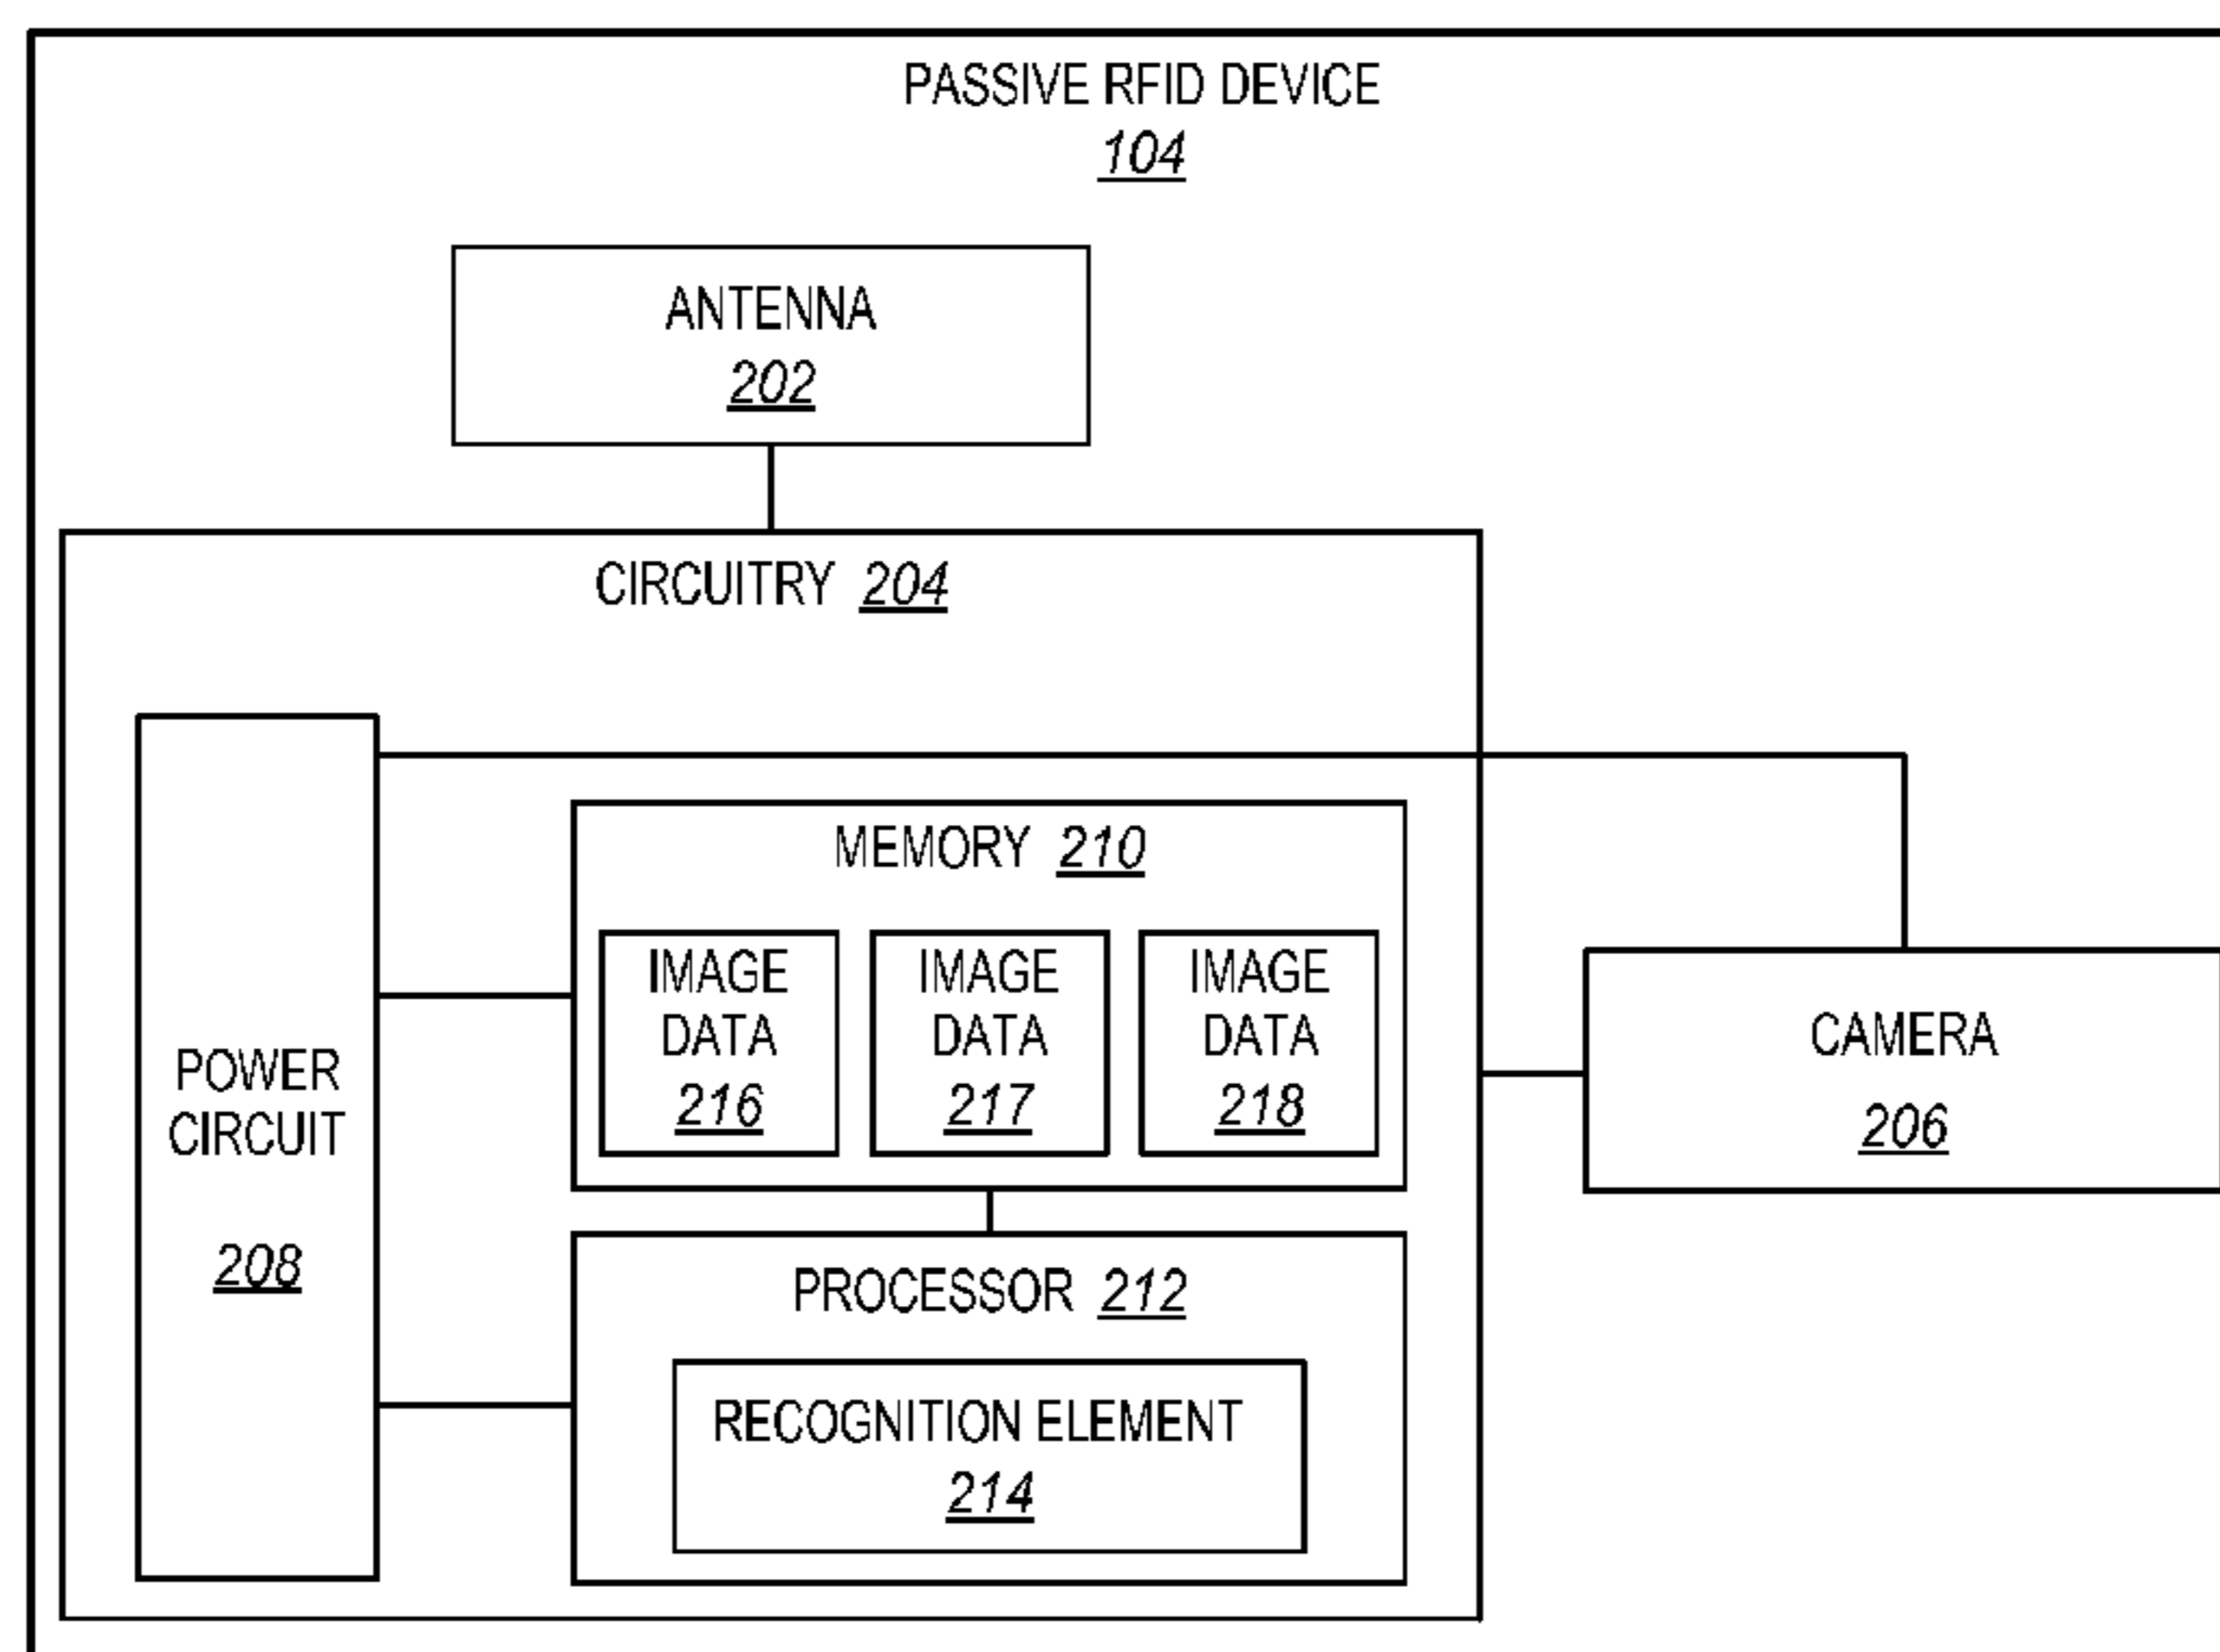 PASSIVE RFID DEVICE
104
ANTENNA
202
CIRCUITRY 204
MEMORY 210
IMAGE
DATA
216
IMAGE
DATA
217
IMAGE
DATA
218
POWER
CIRCUIT
208
CAMERA
206
PROCESSOR 212
RECOGNITION ELEMENT
214